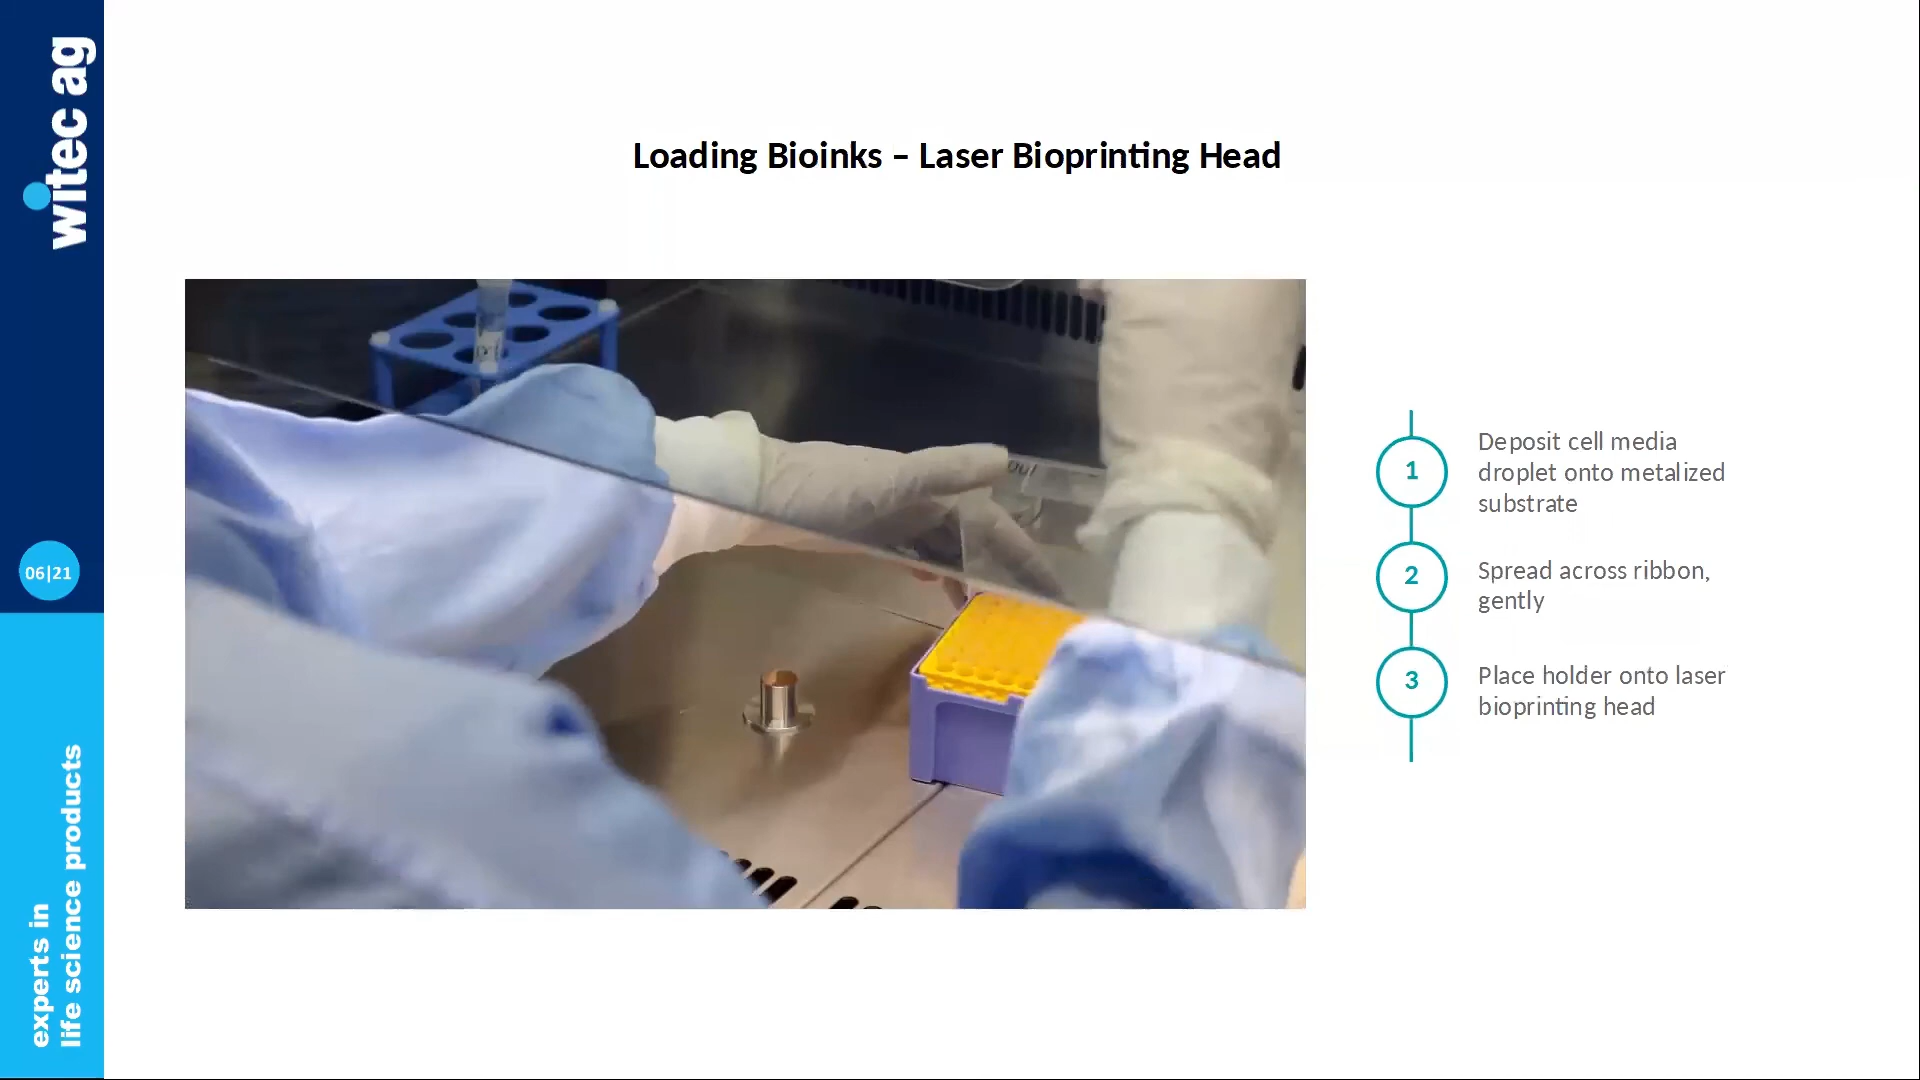 witec ag
06|21
experts in
life science products
Loading Bioinks – Laser Bioprinting Head
1
Deposit cell media
droplet onto metalized
substrate
2
Spread across ribbon,
gently
3
Place holder onto laser
bioprinting head